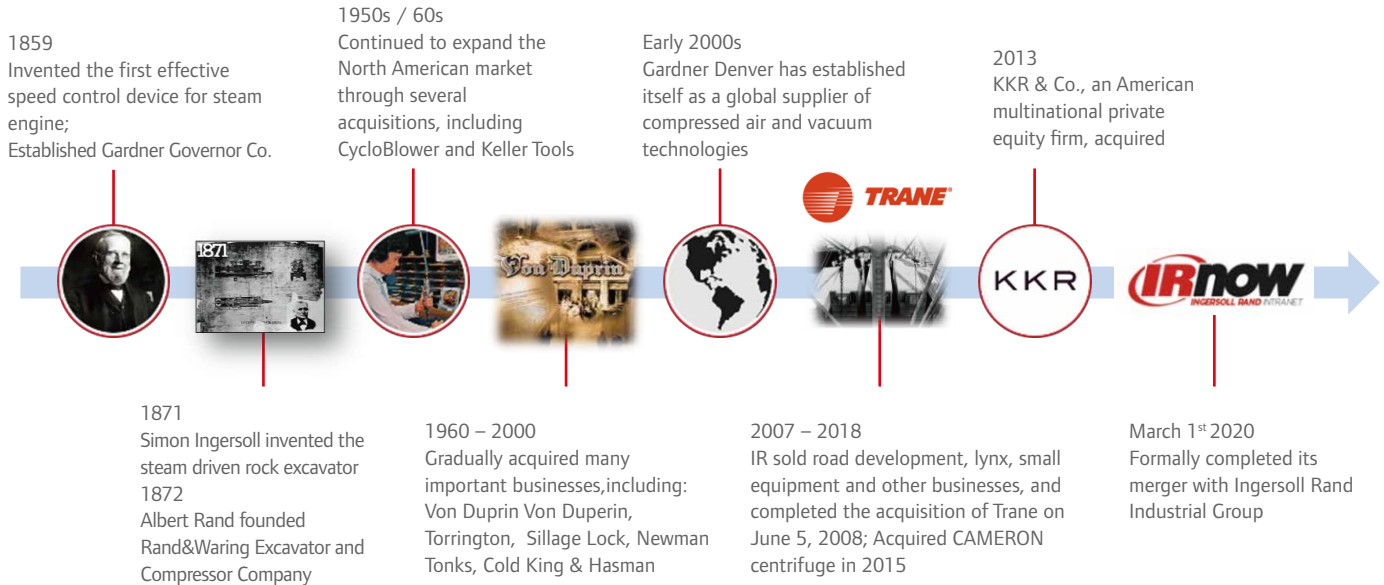 1859
Invented the first effective
speed control device for steam
engine;
Established Gardner Governor Co.
1950s / 60s
Continued to expand the
North American market
through several
acquisitions, including
CycloBlower and Keller Tools
Early 2000s
Gardner Denver has established
itself as a global supplier of
compressed air and vacuum
technologies
2013
KKR & Co., an American
multinational private
equity firm, acquired
TRANE®
1871
Von Duprin
KKR
IRNOW
INGERSOLL RAND INTRANET
1871
Simon Ingersoll invented the
steam driven rock excavator
1872
Albert Rand founded
Rand&Waring Excavator and
Compressor Company
1960 – 2000
Gradually acquired many
important businesses,including:
Von Duprin Von Duperin,
Torrington, Sillage Lock, Newman
Tonks, Cold King & Hasman
2007 – 2018
IR sold road development, lynx, small
equipment and other businesses, and
completed the acquisition of Trane on
June 5, 2008; Acquired CAMERON
centrifuge in 2015
March 1st 2020
Formally completed its
merger with Ingersoll Rand
Industrial Group